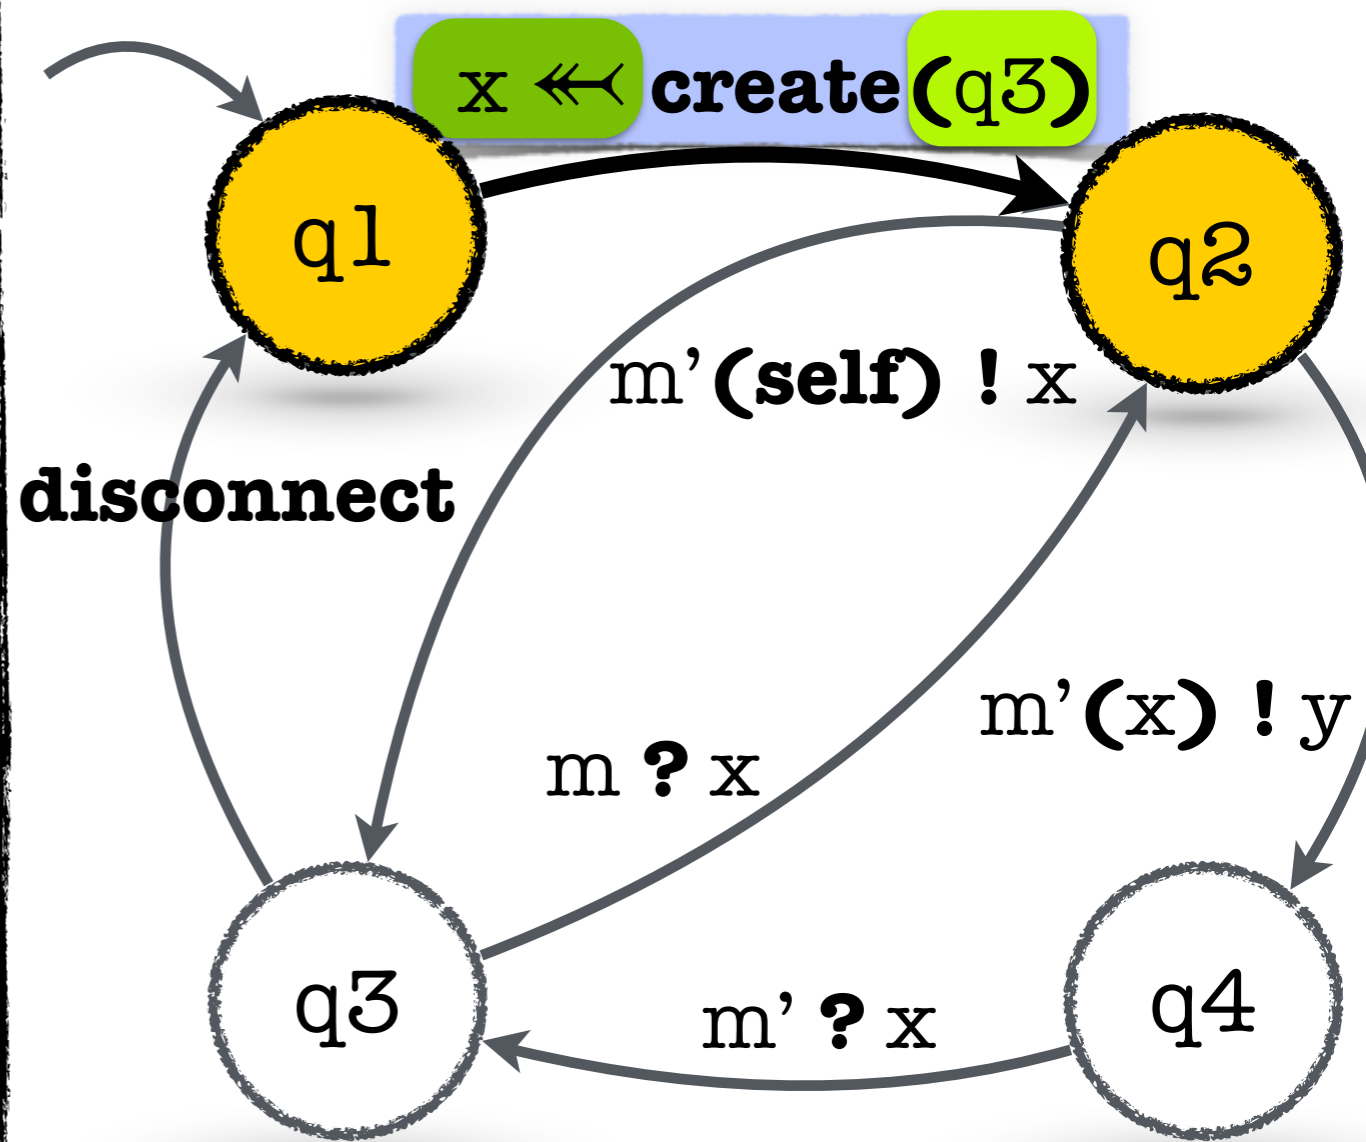 x ⤙ create(q3)
q1
q2
m’(self) ! x
disconnect
m’(x) ! y
m ? x
q3
q4
m’ ? x